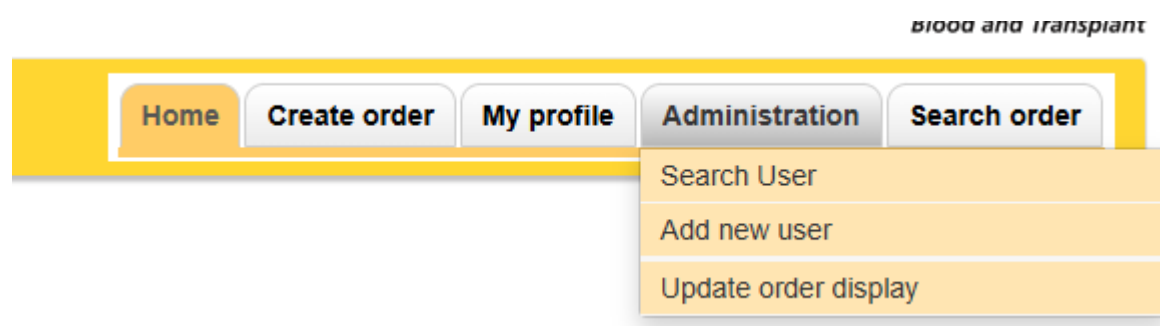 Blood and Transplant
Home Create order My profile Administration Search order
Search User
Add new user
Update order display